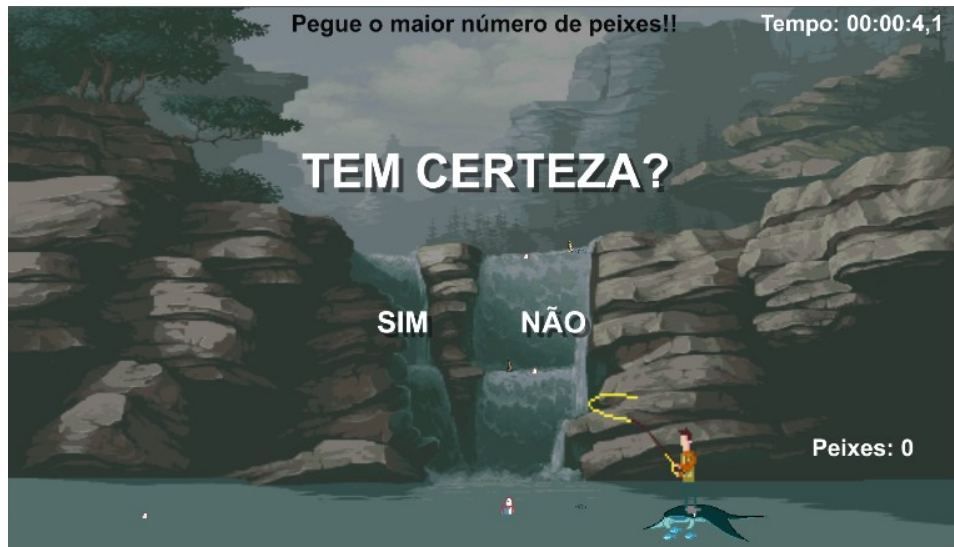 Pegue o maior número de peixes!!
Tempo: 00:00:4,1
TEM CERTEZA?
SIM
NÃO
Peixes: 0